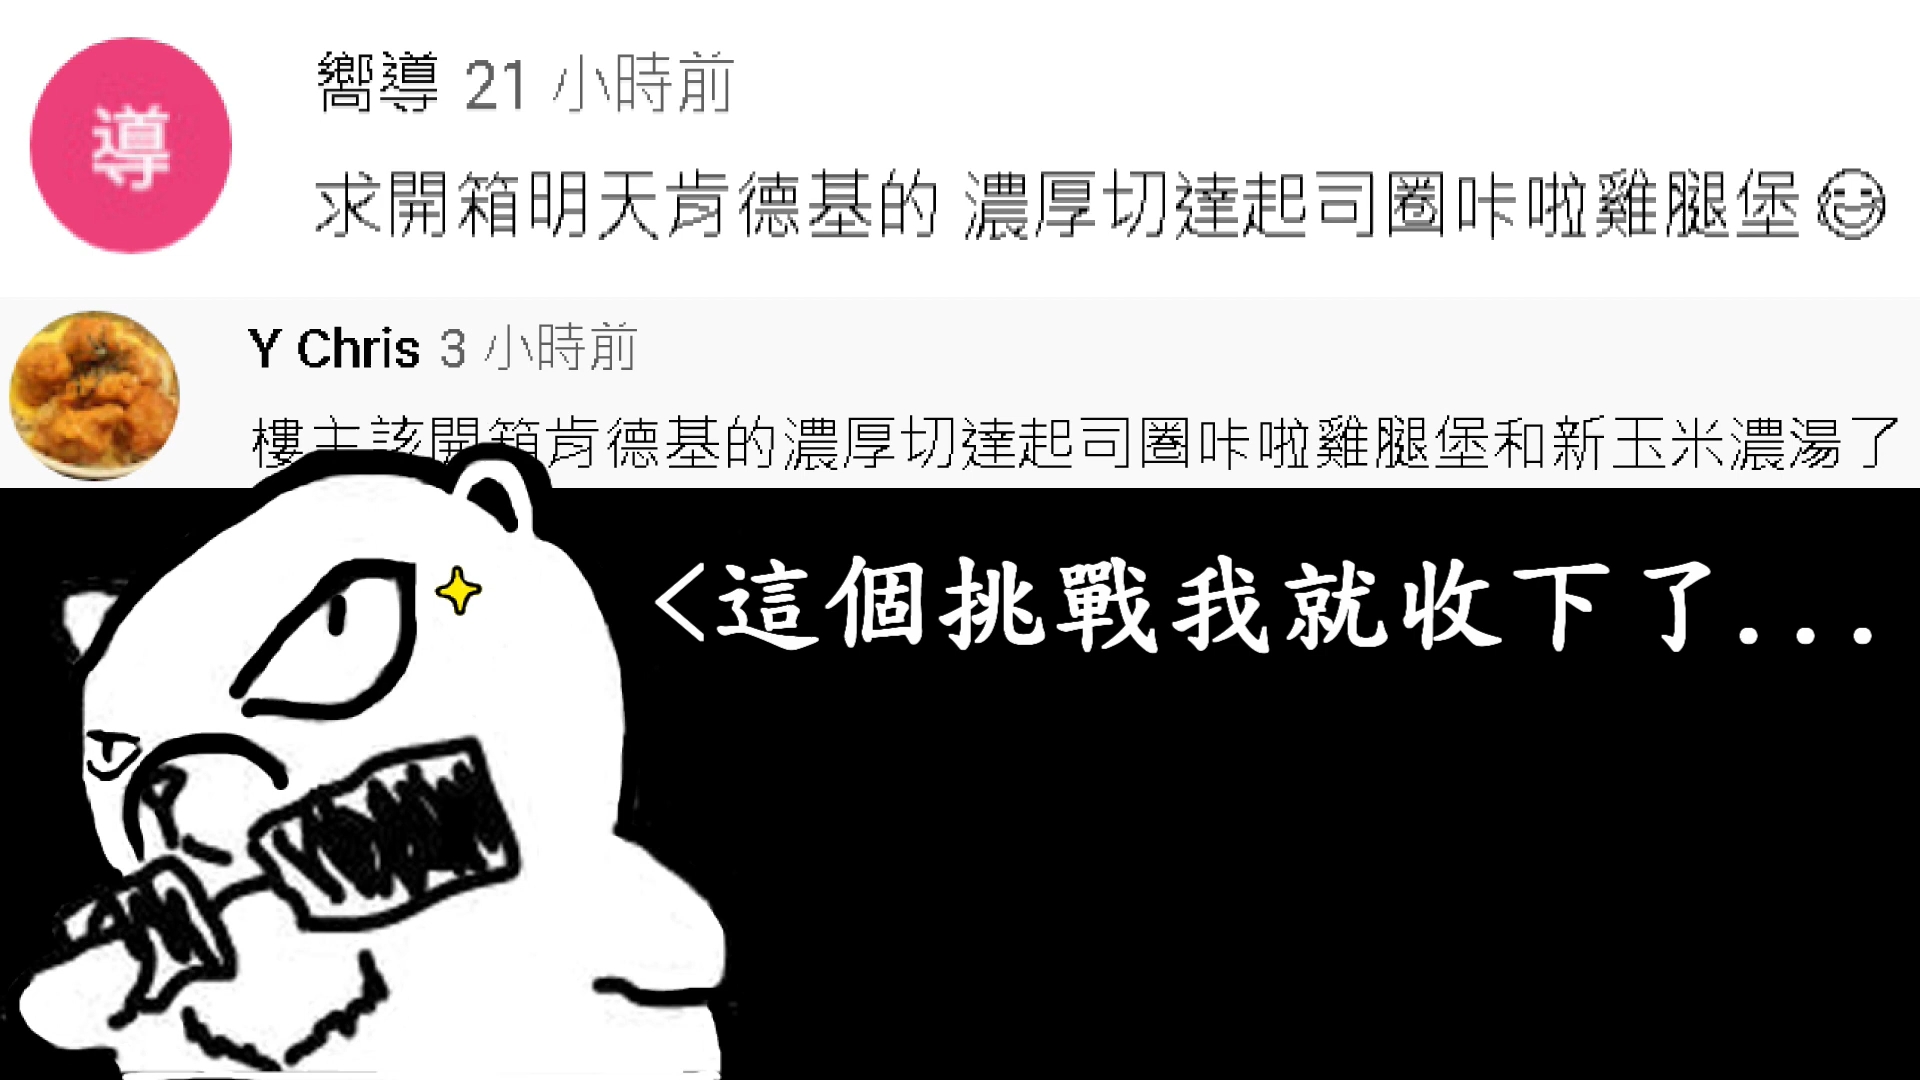 導
嚮導 21 小時前
求開箱明天肯德基的 濃厚切達起司圈咔啦雞腿堡😅
Y Chris 3 小時前
樓主該開箱肯德基的濃厚切達起司圈咔啦雞腿堡和新玉米濃湯了
<這個挑戰我就收下了...